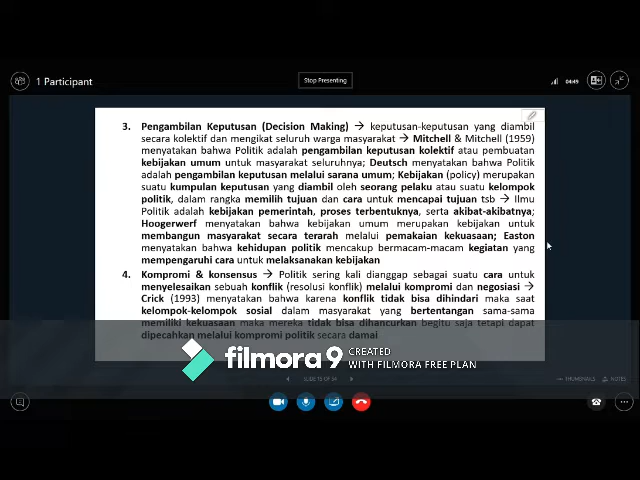 1 Participant
Stop Presenting
04:49
3. Pengambilan Keputusan (Decision Making) → keputusan-keputusan yang diambil
secara kolektif dan mengikat seluruh warga masyarakat → Mitchell & Mitchell (1959)
menyatakan bahwa Politik adalah pengambilan keputusan kolektif atau pembuatan
kebijakan umum untuk masyarakat seluruhnya; Deutsch menyatakan bahwa Politik
adalah pengambilan keputusan melalui sarana umum; Kebijakan (policy) merupakan
suatu kumpulan keputusan yang diambil oleh seorang pelaku atau suatu kelompok
politik, dalam rangka memilih tujuan dan cara untuk mencapai tujuan tsb → Ilmu
Politik adalah kebijakan pemerintah, proses terbentuknya, serta akibat-akibatnya;
Hoogerwerf menyatakan bahwa kebijakan umum merupakan kebijakan untuk
membangun masyarakat secara terarah melalui pemakaian kekuasaan; Easton
menyatakan bahwa kehidupan politik mencakup bermacam-macam kegiatan yang
mempengaruhi cara untuk melaksanakan kebijakan
4. Kompromi & konsensus → Politik sering kali dianggap sebagai suatu cara untuk
menyelesaikan sebuah konflik (resolusi konflik) melalui kompromi dan negosiasi →
Crick (1993) menyatakan bahwa karena konflik tidak bisa dihindari maka saat
kelompok-kelompok sosial dalam masyarakat yang bertentangan sama-sama
memiliki kekuasaan maka mereka tidak bisa dihancurkan begitu saja tetapi dapat
dipecahkan melalui kompromi politik secara damai
filmora9
CREATED
WITH FILMORA FREE PLAN
THUMBNAILS
NOTES